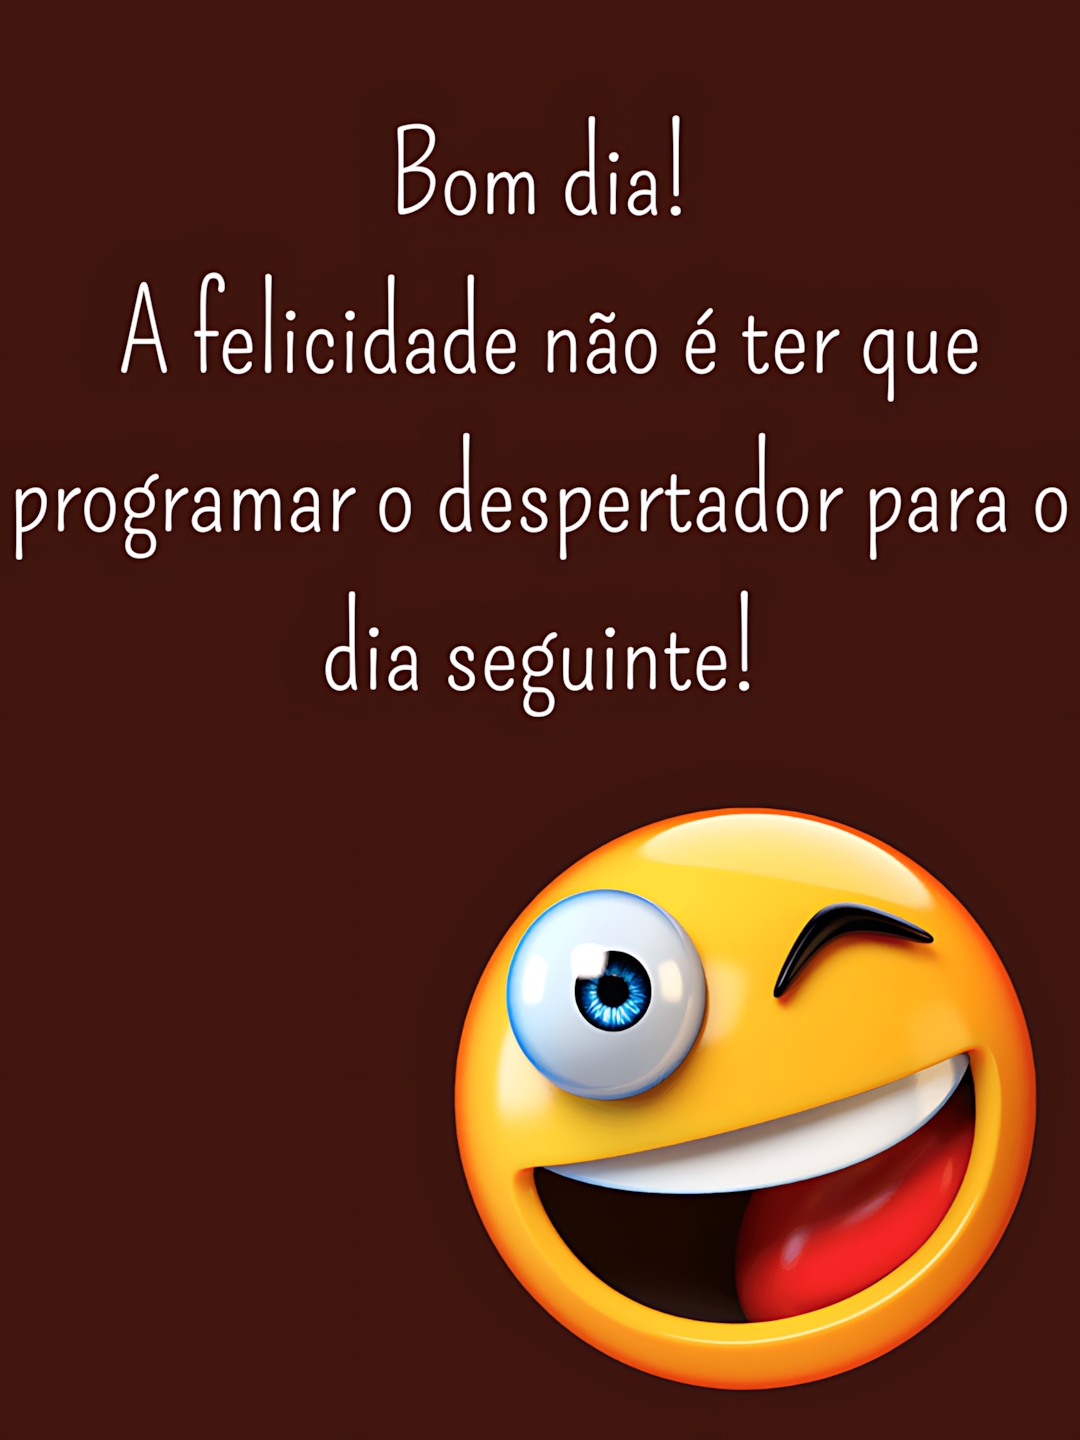 Bom dia!
A felicidade não é ter que
programar o despertador para o
dia seguinte!